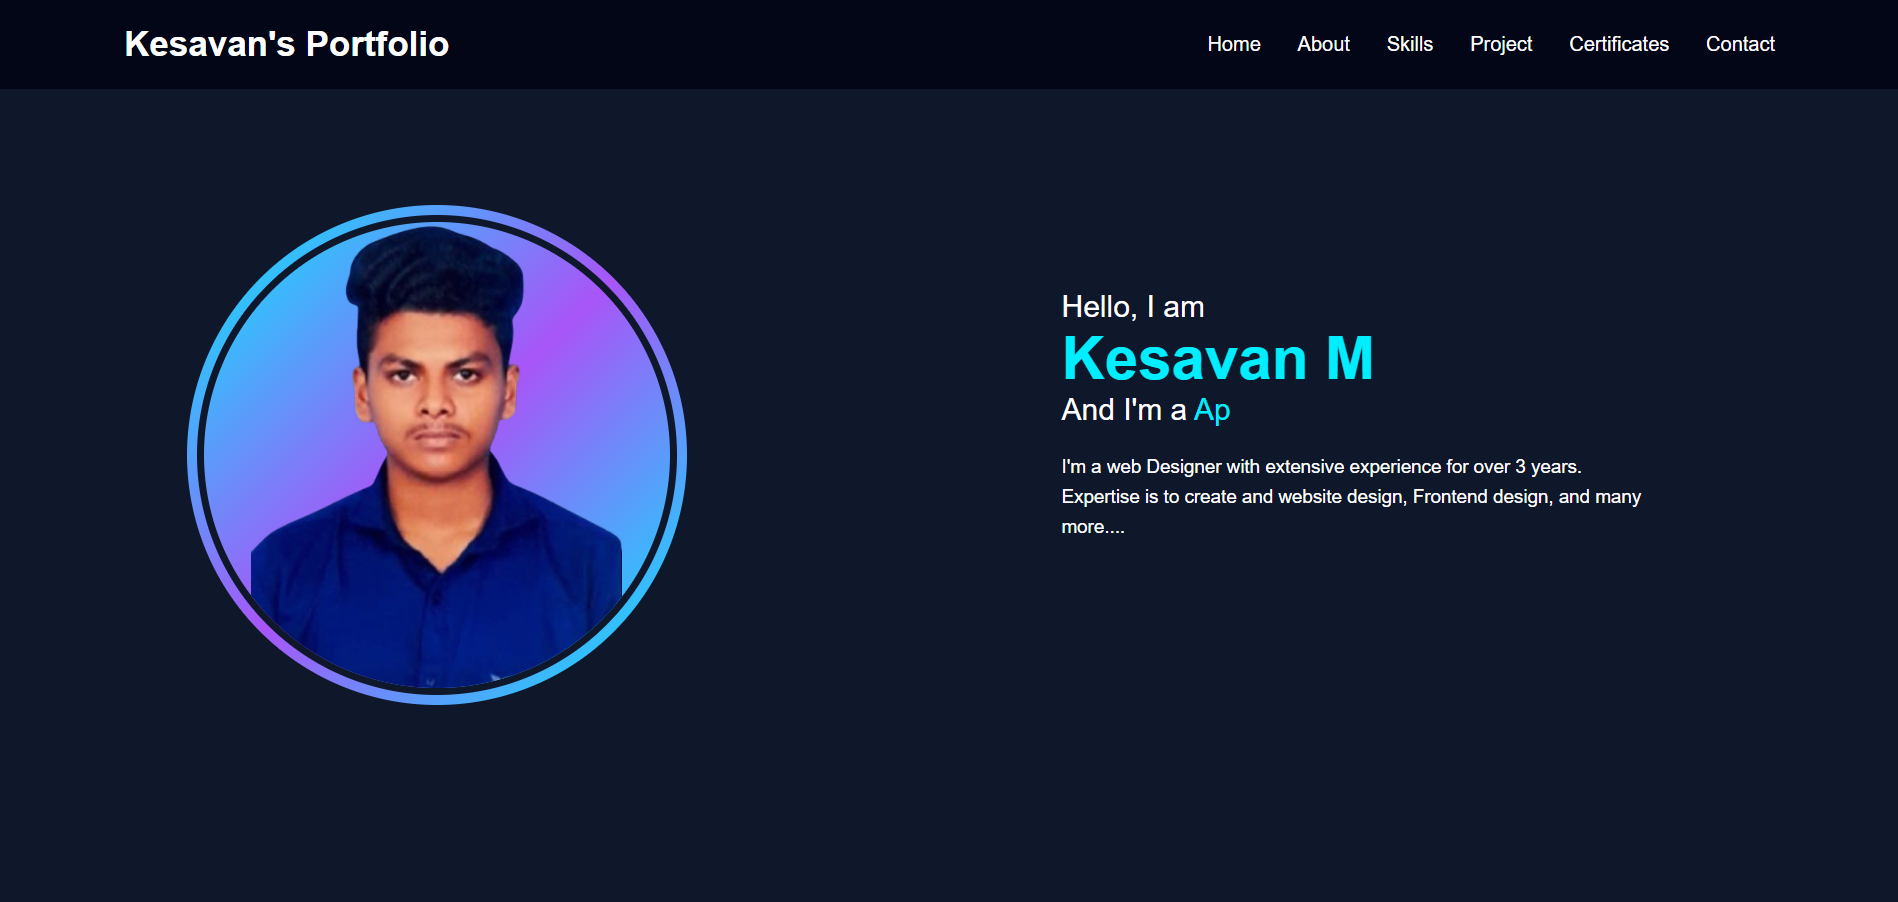 Kesavan's Portfolio
Home About Skills Project Certificates Contact
Hello, I am
Kesavan M
And I'm a Ap
I'm a web Designer with extensive experience for over 3 years.
Expertise is to create and website design, Frontend design, and many
more....